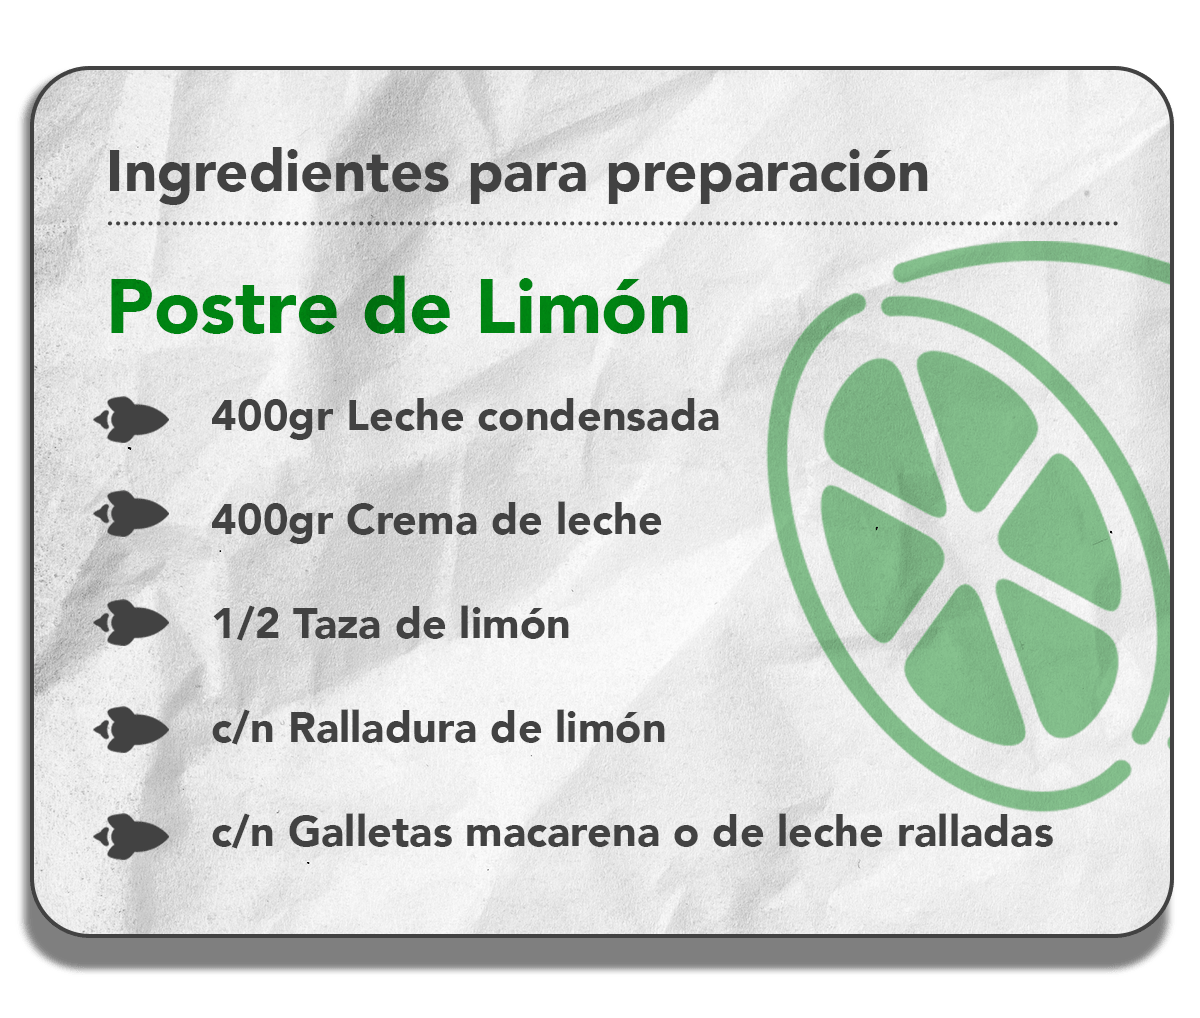 Ingredientes para preparación
Postre de Limón
400gr Leche condensada
400gr Crema de leche
1/2 Taza de limón
c/n Ralladura de limón
c/n Galletas macarena o de leche ralladas